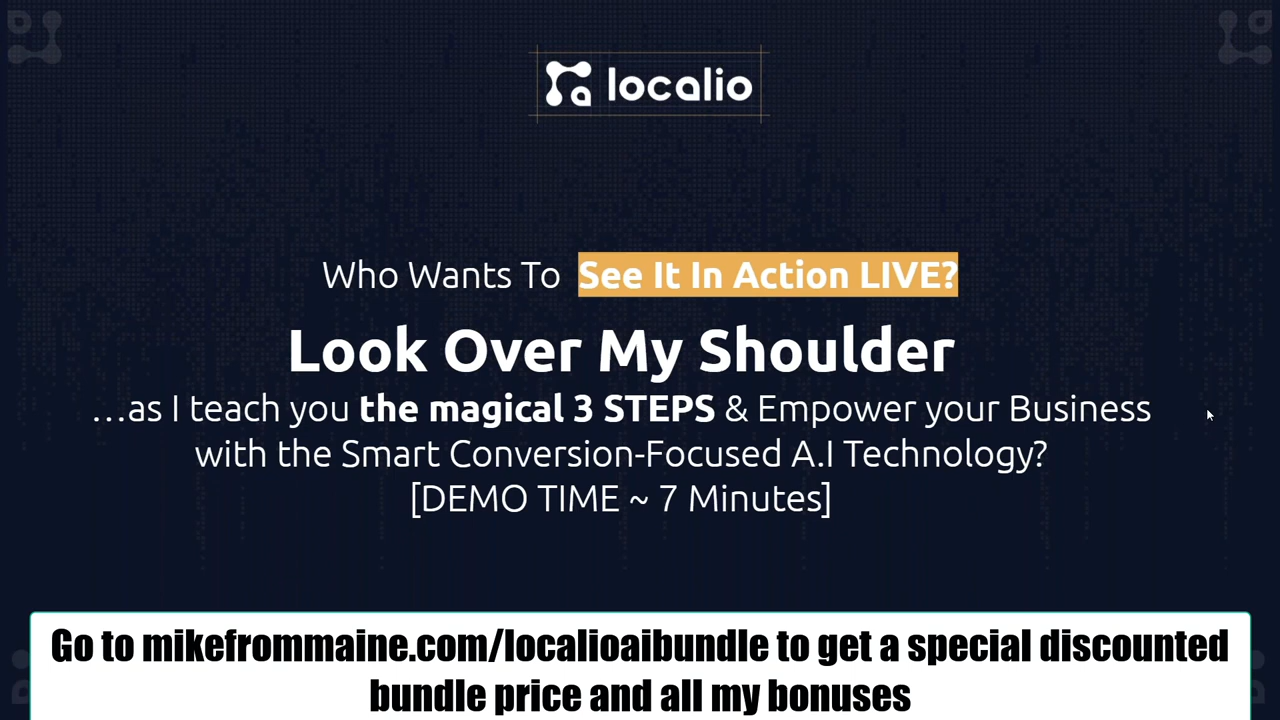 localio
Who Wants To See It In Action LIVE?
Look Over My Shoulder
...as I teach you the magical 3 STEPS & Empower your Business
with the Smart Conversion-Focused A.I Technology?
[DEMO TIME ~ 7 Minutes]
Go to mikefrommaine.com/localioaibundle to get a special discounted
bundle price and all my bonuses